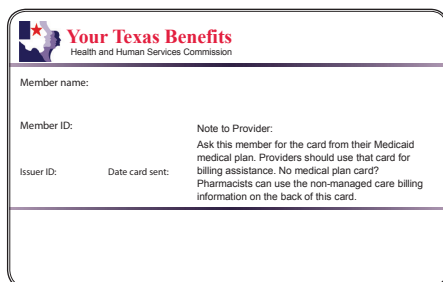 Your Texas Benefits
Health and Human Services Commission
Member name:
Member ID:
Note to Provider:
Ask this member for the card from their Medicaid
medical plan. Providers should use that card for
billing assistance. No medical plan card?
Pharmacists can use the non-managed care billing
information on the back of this card.
Issuer ID:
Date card sent: